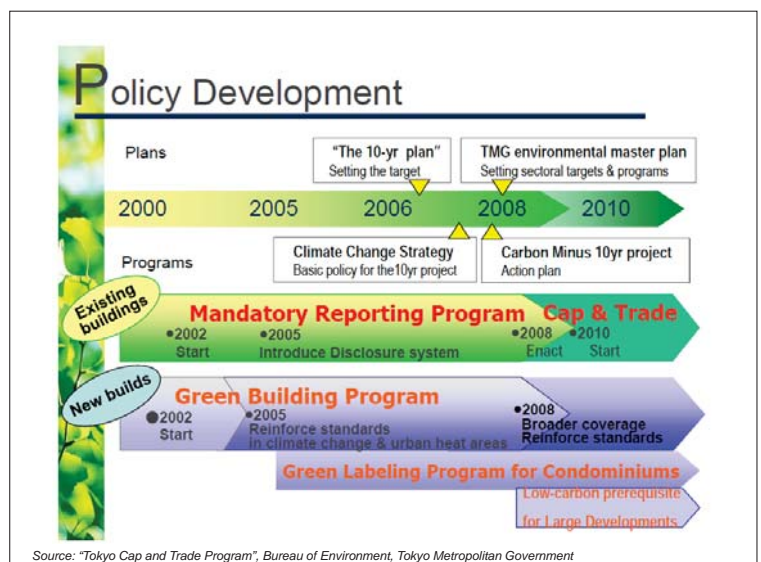 Policy Development
Plans
"The 10-yr plan"
Setting the target
TMG environmental master plan
Setting sectoral targets & programs
2000 2005 2006 2008 2010
Programs
Climate Change Strategy
Basic policy for the10yr project
Carbon Minus 10yr project
Action plan
Existing
buildings
Mandatory Reporting Program
Cap & Trade
•2002
Start
•2005
Introduce Disclosure system
•2008
Enact
•2010
Start
New builds
Green Building Program
•2002
Start
•2005
Reinforce standards
in climate change & urban heat areas
•2008
Broader coverage
Reinforce standards
Green Labeling Program for Condominiums
Low-carbon prerequisite
for Large Developments
Source: "Tokyo Cap and Trade Program", Bureau of Environment, Tokyo Metropolitan Government